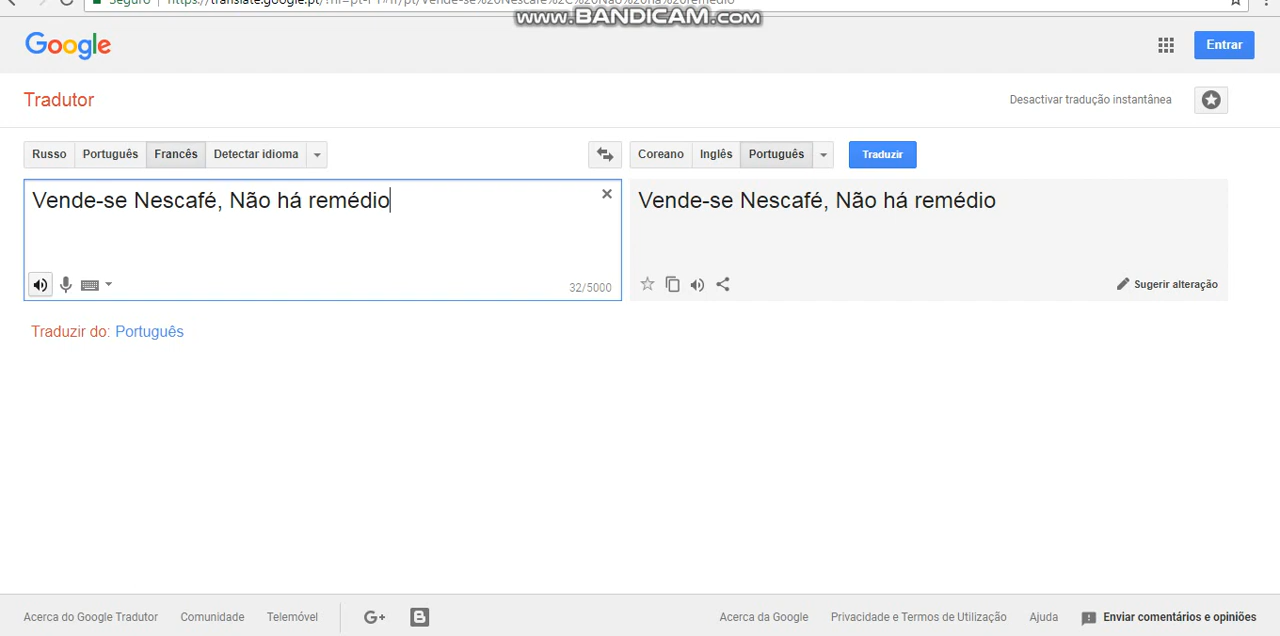 Seguro
www.BANDICAM.com
Google
Entrar
Tradutor
Desactivar tradução instantânea
Russo Português Francês Detectar idioma
Coreano Inglês Português Traduzir
Vende-se Nescafé, Não há remédio
Vende-se Nescafé, Não há remédio
32/5000
Sugerir alteração
Traduzir do: Português
Acerca do Google Tradutor Comunidade Telemóvel G+ B
Acerca da Google Privacidade e Termos de Utilização Ajuda Enviar comentários e opiniões